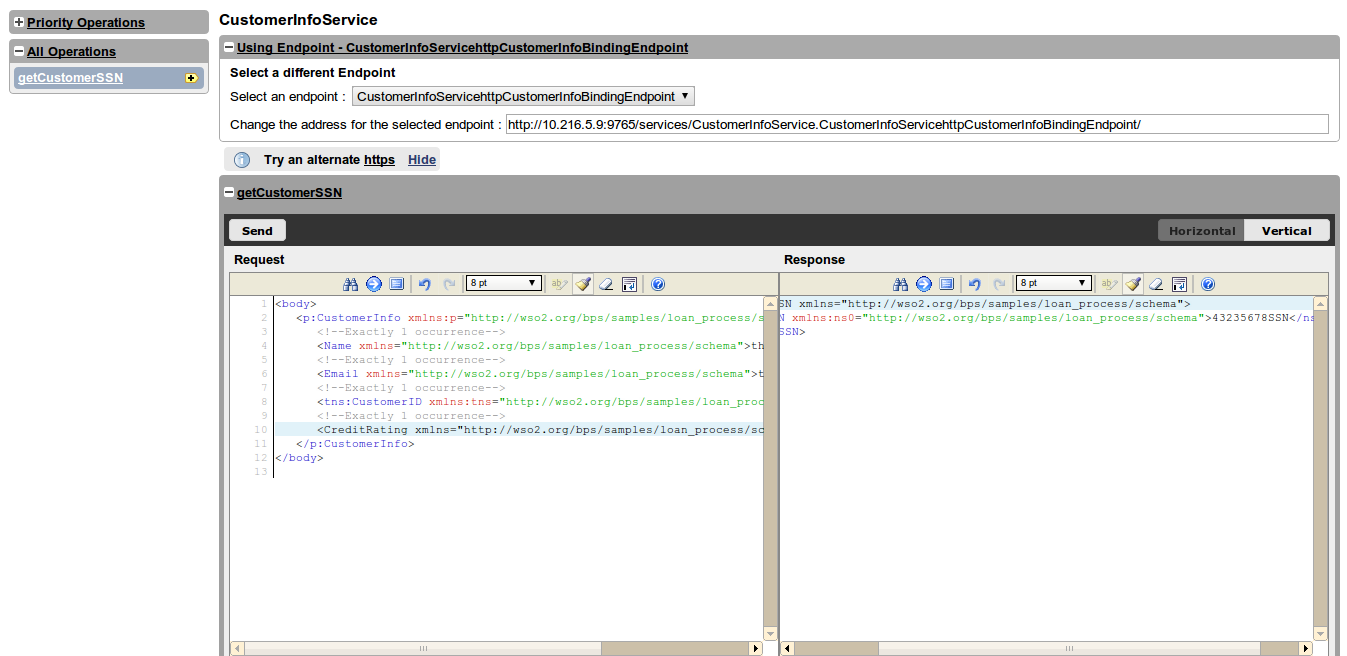 Priority Operations
All Operations
getCustomerSSN
CustomerInfoService
Using Endpoint - CustomerInfoServicehttpCustomerInfoBindingEndpoint
Select a different Endpoint
Select an endpoint : CustomerInfoServicehttpCustomerInfoBindingEndpoint
Change the address for the selected endpoint : http://10.216.5.9:9765/services/CustomerInfoService.CustomerInfoServicehttpCustomerInfoBindingEndpoint/
Try an alternate https Hide
getCustomerSSN
Send Horizontal Vertical
Request
8 pt
1 <body>
2 <p:CustomerInfo xmlns:p="http://wso2.org/bps/samples/loan_process/s
3 <!--Exactly 1 occurrence-->
4 <Name xmlns="http://wso2.org/bps/samples/loan_process/schema">th
5 <!--Exactly 1 occurrence-->
6 <Email xmlns="http://wso2.org/bps/samples/loan_process/schema">t
7 <!--Exactly 1 occurrence-->
8 <tns:CustomerID xmlns:tns="http://wso2.org/bps/samples/loan_proc
9 <!--Exactly 1 occurrence-->
10 <CreditRating xmlns="http://wso2.org/bps/samples/loan_process/sc
11 </p:CustomerInfo>
12 </body>
13
Response
8 pt
SN xmlns="http://wso2.org/bps/samples/loan_process/schema">
N xmlns:ns0="http://wso2.org/bps/samples/loan_process/schema">43235678SSN</ns
SSN>